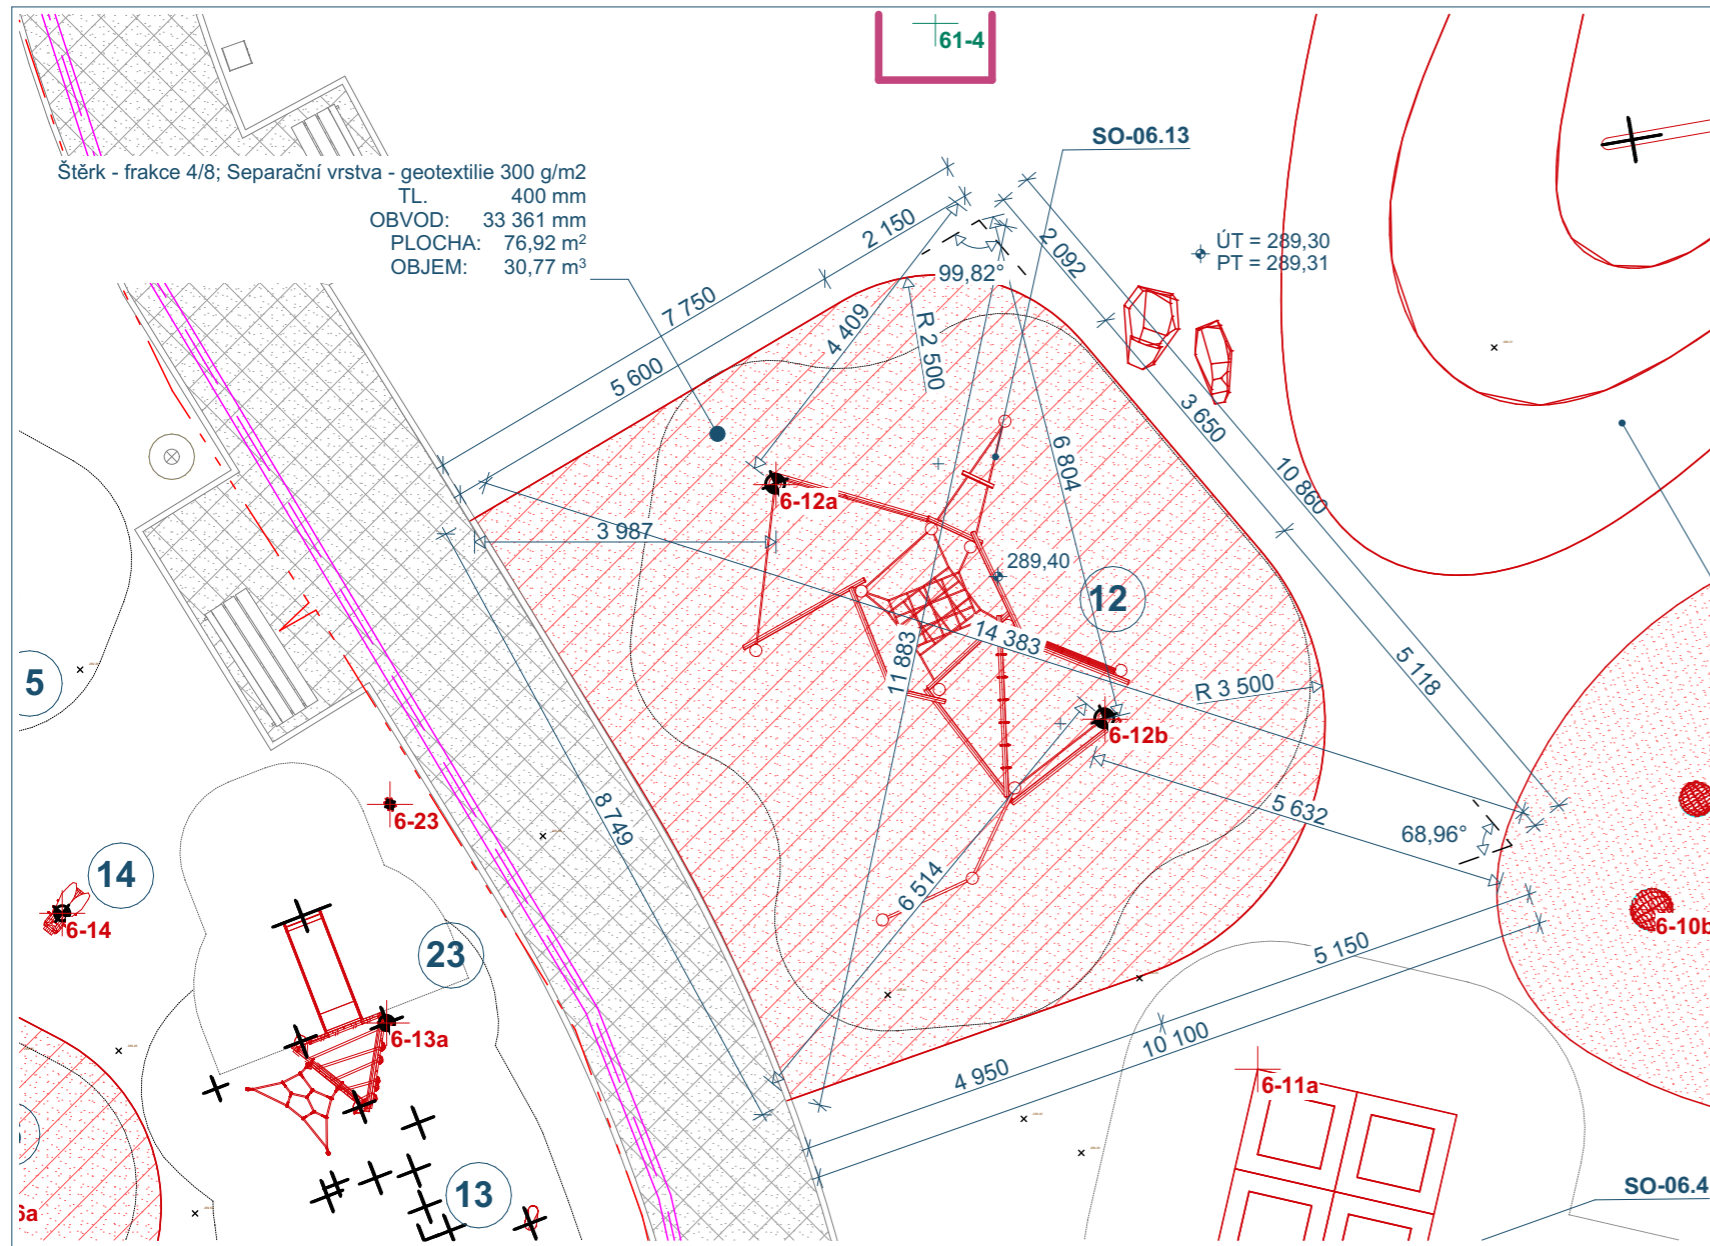 61-4
SO-06.13
Štěrk - frakce 4/8; Separační vrstva - geotextilie 300 g/m2
TL. 400 mm
OBVOD: 33 361 mm
PLOCHA: 76,92 m²
OBJEM: 30,77 m³
2 150
2 092
ÚT = 289,30
PT = 289,31
99,82°
7 750
4 409
R 2 500
5 600
3 650
6 804
10 860
6-12a
3 987
289,40
12
14 383
11 883
5 118
R 3 500
5
6-12b
5 632
68,96°
8 749
6-23
14
6-14
6 514
6-10b
23
5 150
6-13a
10 100
4 950
6-11a
13
SO-06.4
6a